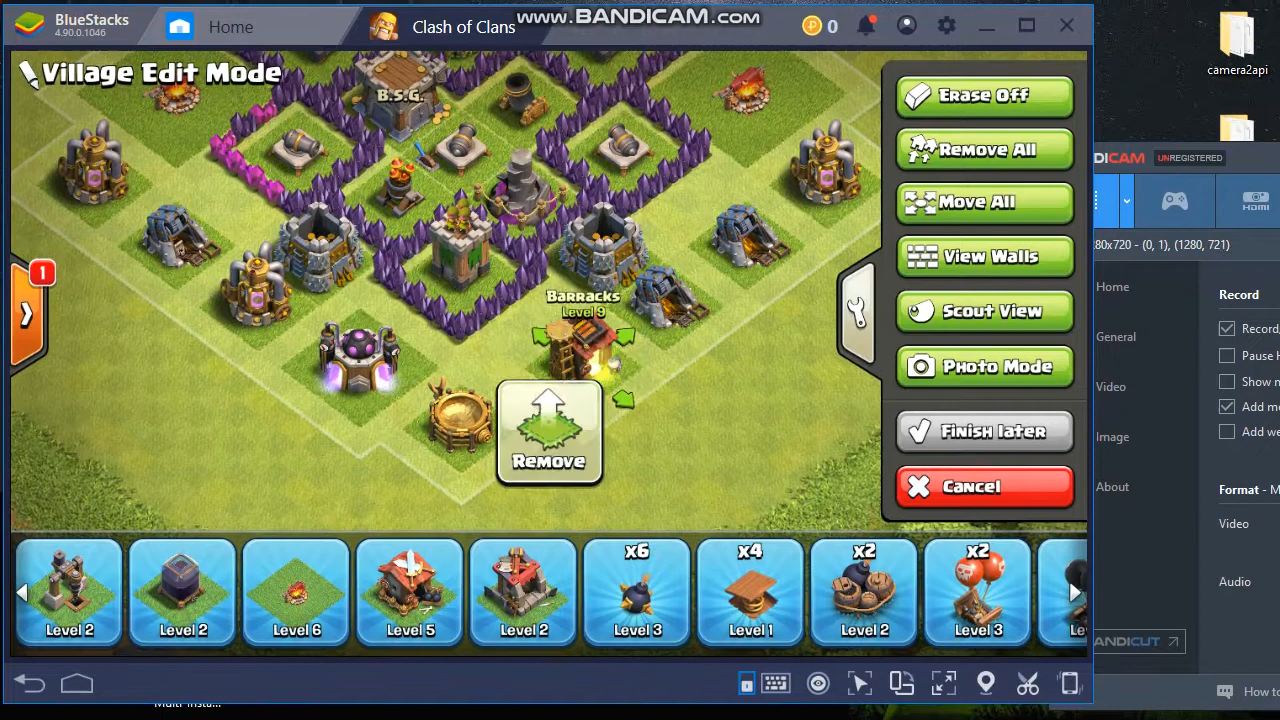 BlueStacks
4.90.0.1046
Home
Clash of Clans
www.BANDICAM.com
0
camera2api
Village Edit Mode
B.S.G.
1
Barracks
Level 9
Remove
Erase Off
Remove All
Move All
View Walls
Scout View
Photo Mode
Finish later
Cancel
DICAM UNREGISTERED
HDMI
80x720 - (0, 1), (1280, 721)
Home
General
Video
Image
About
Record
Record,
Pause
Show
Add mo
Add we
Format - M
Video
Audio
ANDICUT
How to
Level 2
Level 2
Level 6
Level 5
Level 2
x6
Level 3
x4
Level 1
x2
Level 2
x2
Level 3
Le